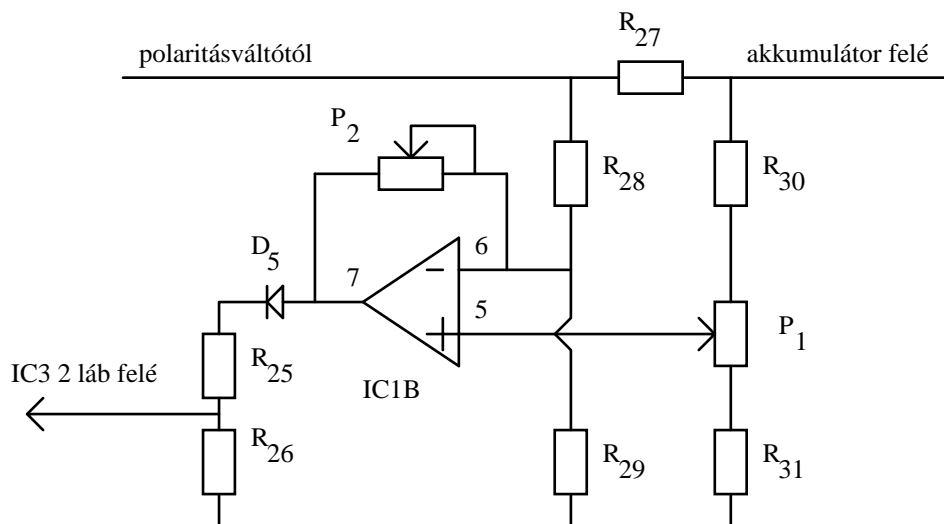 R27
polaritásváltótól
akkumulátor felé
P2
R28
R30
D5
7
6
5
P1
R25
IC3 2 láb felé
IC1B
R26
R29
R31